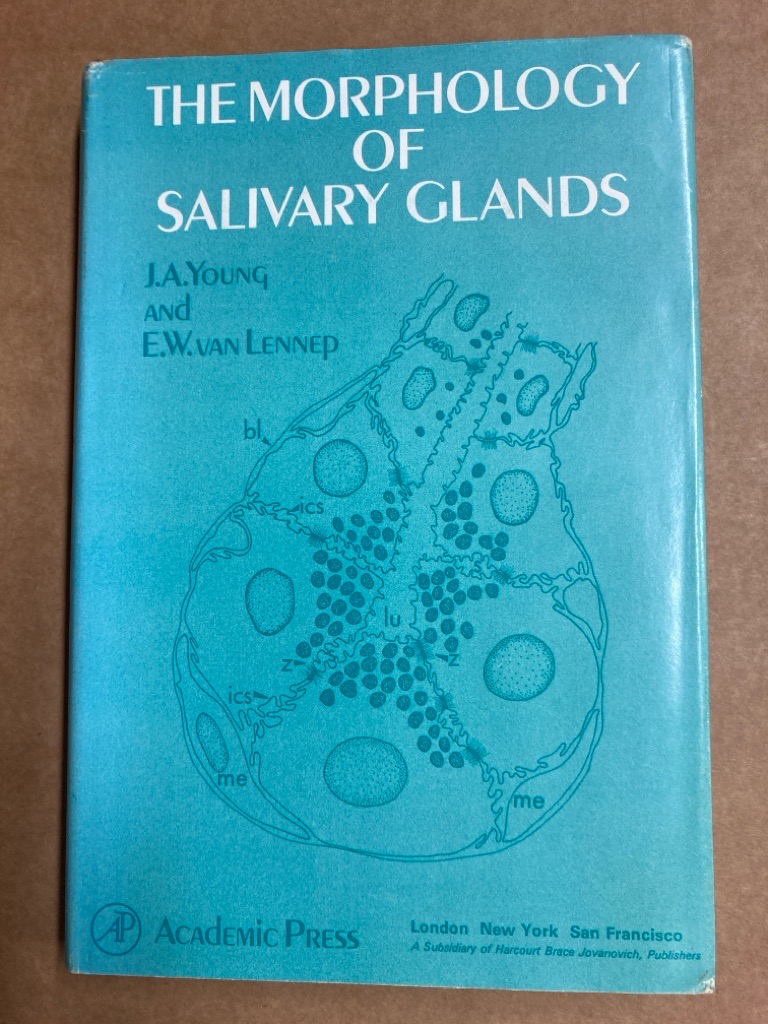 THE MORPHOLOGY
OF
SALIVARY GLANDS
J.A. YOUNG
AND
E.W. VAN LENNEP
bl
ics
lu
z
z
ics
me
me
AP ACADEMIC PRESS
London New York San Francisco
A Subsidiary of Harcourt Brace Jovanovich, Publishers